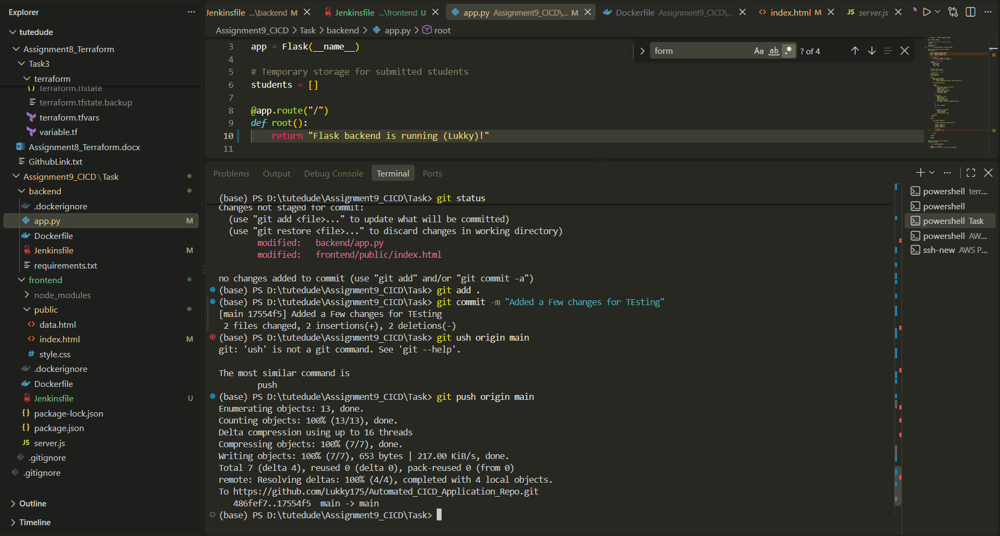 Explorer
tutedude
Assignment8_Terraform
Task3
terraform
terraform.tfstate
terraform.tfstate.backup
terraform.tfvars
variable.tf
Assignment8_Terraform.docx
GithubLink.txt
Assignment9_CICD\Task
backend
.dockerignore
app.py M
Dockerfile
Jenkinsfile M
requirements.txt
frontend
node_modules
public
data.html
index.html M
style.css
.dockerignore
Dockerfile
Jenkinsfile U
package-lock.json
package.json
server.js
.gitignore
.gitignore
Outline
Timeline
Jenkinsfile ...\backend M
Jenkinsfile ...\frontend U
app.py Assignment9_CICD\... M
Dockerfile Assignment9_CICD\...
index.html M
JS server.js
Assignment9_CICD > Task > backend > app.py > root
3 app = Flask(__name__)
4
5 # Temporary storage for submitted students
6 students = []
7
8 @app.route("/")
9 def root():
10 return "Flask backend is running (Lukky)!"
11
form Aa ab .* ? of 4
Problems Output Debug Console Terminal Ports
(base) PS D:\tutedude\Assignment9_CICD\Task> git status
Changes not staged for commit:
(use "git add <file>..." to update what will be committed)
(use "git restore <file>..." to discard changes in working directory)
modified: backend/app.py
modified: frontend/public/index.html
no changes added to commit (use "git add" and/or "git commit -a")
(base) PS D:\tutedude\Assignment9_CICD\Task> git add .
(base) PS D:\tutedude\Assignment9_CICD\Task> git commit -m "Added a Few changes for TEsting"
[main 17554f5] Added a Few changes for TEsting
2 files changed, 2 insertions(+), 2 deletions(-)
(base) PS D:\tutedude\Assignment9_CICD\Task> git ush origin main
git: 'ush' is not a git command. See 'git --help'.
The most similar command is
push
(base) PS D:\tutedude\Assignment9_CICD\Task> git push origin main
Enumerating objects: 13, done.
Counting objects: 100% (13/13), done.
Delta compression using up to 16 threads
Compressing objects: 100% (7/7), done.
Writing objects: 100% (7/7), 653 bytes | 217.00 KiB/s, done.
Total 7 (delta 4), reused 0 (delta 0), pack-reused 0 (from 0)
remote: Resolving deltas: 100% (4/4), completed with 4 local objects.
To https://github.com/Lukky175/Automated_CICD_Application_Repo.git
486fef7..17554f5 main -> main
(base) PS D:\tutedude\Assignment9_CICD\Task>
powershell terr...
powershell
powershell Task
powershell AW...
ssh-new AWS P...